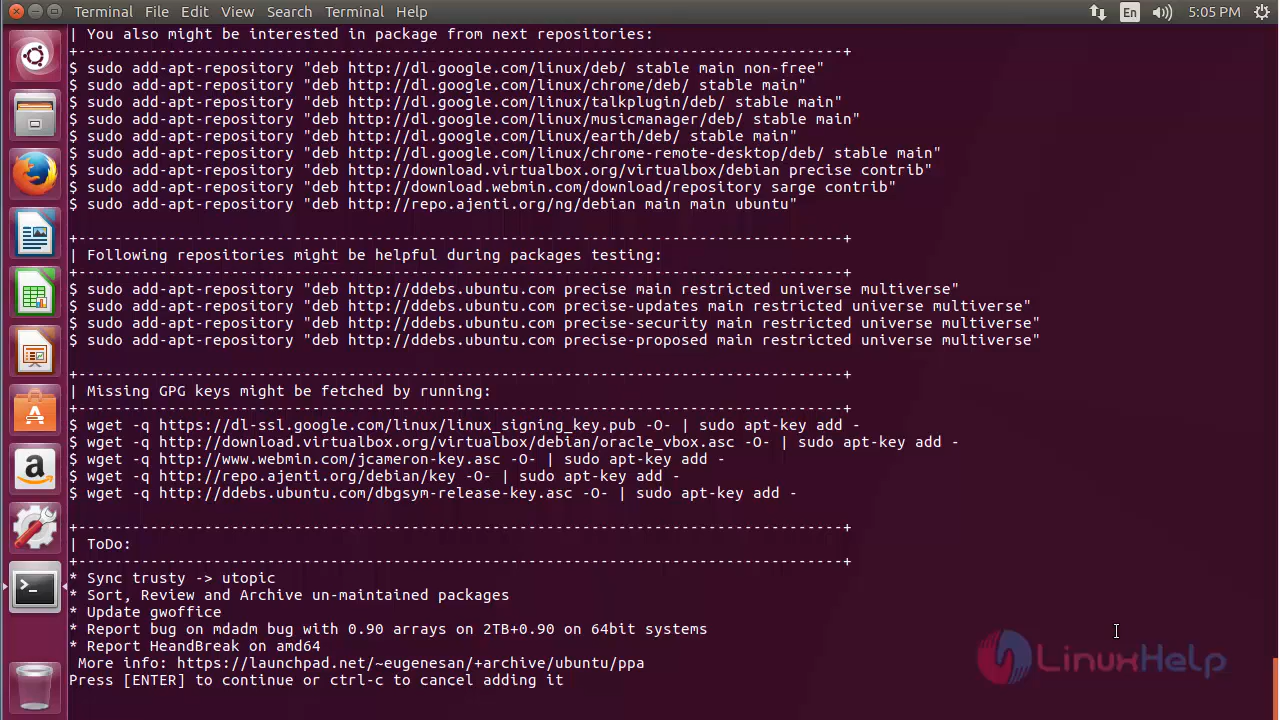 Terminal File Edit View Search Terminal Help En 5:05 PM
| You also might be interested in package from next repositories:
+-------------------------------------------------------------------------------------+
$ sudo add-apt-repository "deb http://dl.google.com/linux/deb/ stable main non-free"
$ sudo add-apt-repository "deb http://dl.google.com/linux/chrome/deb/ stable main"
$ sudo add-apt-repository "deb http://dl.google.com/linux/talkplugin/deb/ stable main"
$ sudo add-apt-repository "deb http://dl.google.com/linux/musicmanager/deb/ stable main"
$ sudo add-apt-repository "deb http://dl.google.com/linux/earth/deb/ stable main"
$ sudo add-apt-repository "deb http://dl.google.com/linux/chrome-remote-desktop/deb/ stable main"
$ sudo add-apt-repository "deb http://download.virtualbox.org/virtualbox/debian precise contrib"
$ sudo add-apt-repository "deb http://download.webmin.com/download/repository sarge contrib"
$ sudo add-apt-repository "deb http://repo.ajenti.org/ng/debian main main ubuntu"
+-------------------------------------------------------------------------------------+
| Following repositories might be helpful during packages testing:
+-------------------------------------------------------------------------------------+
$ sudo add-apt-repository "deb http://ddebs.ubuntu.com precise main restricted universe multiverse"
$ sudo add-apt-repository "deb http://ddebs.ubuntu.com precise-updates main restricted universe multiverse"
$ sudo add-apt-repository "deb http://ddebs.ubuntu.com precise-security main restricted universe multiverse"
$ sudo add-apt-repository "deb http://ddebs.ubuntu.com precise-proposed main restricted universe multiverse"
+-------------------------------------------------------------------------------------+
| Missing GPG keys might be fetched by running:
+-------------------------------------------------------------------------------------+
$ wget -q https://dl-ssl.google.com/linux/linux_signing_key.pub -O- | sudo apt-key add -
$ wget -q http://download.virtualbox.org/virtualbox/debian/oracle_vbox.asc -O- | sudo apt-key add -
$ wget -q http://www.webmin.com/jcameron-key.asc -O- | sudo apt-key add -
$ wget -q http://repo.ajenti.org/debian/key -O- | sudo apt-key add -
$ wget -q http://ddebs.ubuntu.com/dbgsym-release-key.asc -O- | sudo apt-key add -
+-------------------------------------------------------------------------------------+
| ToDo:
+-------------------------------------------------------------------------------------+
* Sync trusty -> utopic
* Sort, Review and Archive un-maintained packages
* Update gwoffice
* Report bug on mdadm bug with 0.90 arrays on 2TB+0.90 on 64bit systems
* Report HeandBreak on amd64
More info: https://launchpad.net/~eugenesan/+archive/ubuntu/ppa
Press [ENTER] to continue or ctrl-c to cancel adding it
LinuxHelp